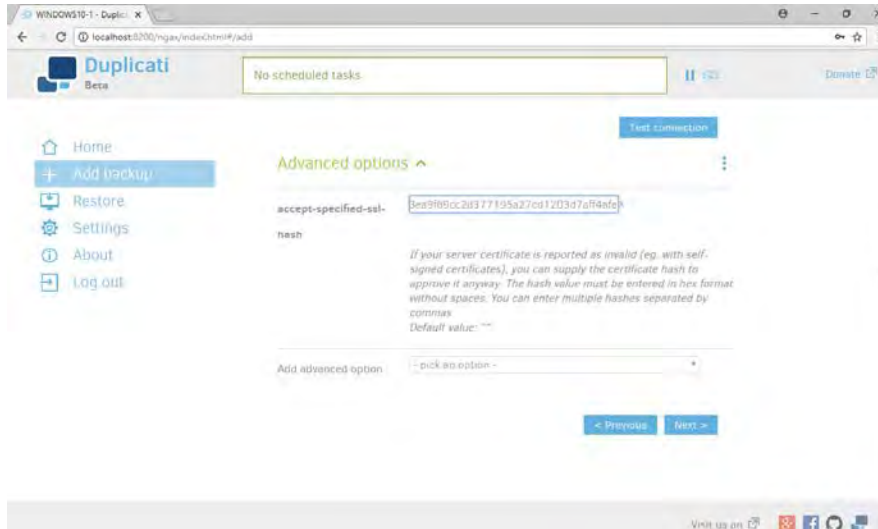 WINDOWS10-1 - Duplic
localhost:8200/ngax/index.html#/add
Duplicati
Beta
No scheduled tasks
Donate
Test connection
Home
Add backup
Restore
Settings
About
Log out
Advanced options
accept-specified-ssl-
hash
If your server certificate is reported as invalid (eg. with self-
signed certificates), you can supply the certificate hash to
approve it anyway. The hash value must be entered in hex format
without spaces. You can enter multiple hashes separated by
commas
Default value: ""
Add advanced option
- pick an option -
< Previous
Next >
Visit us on